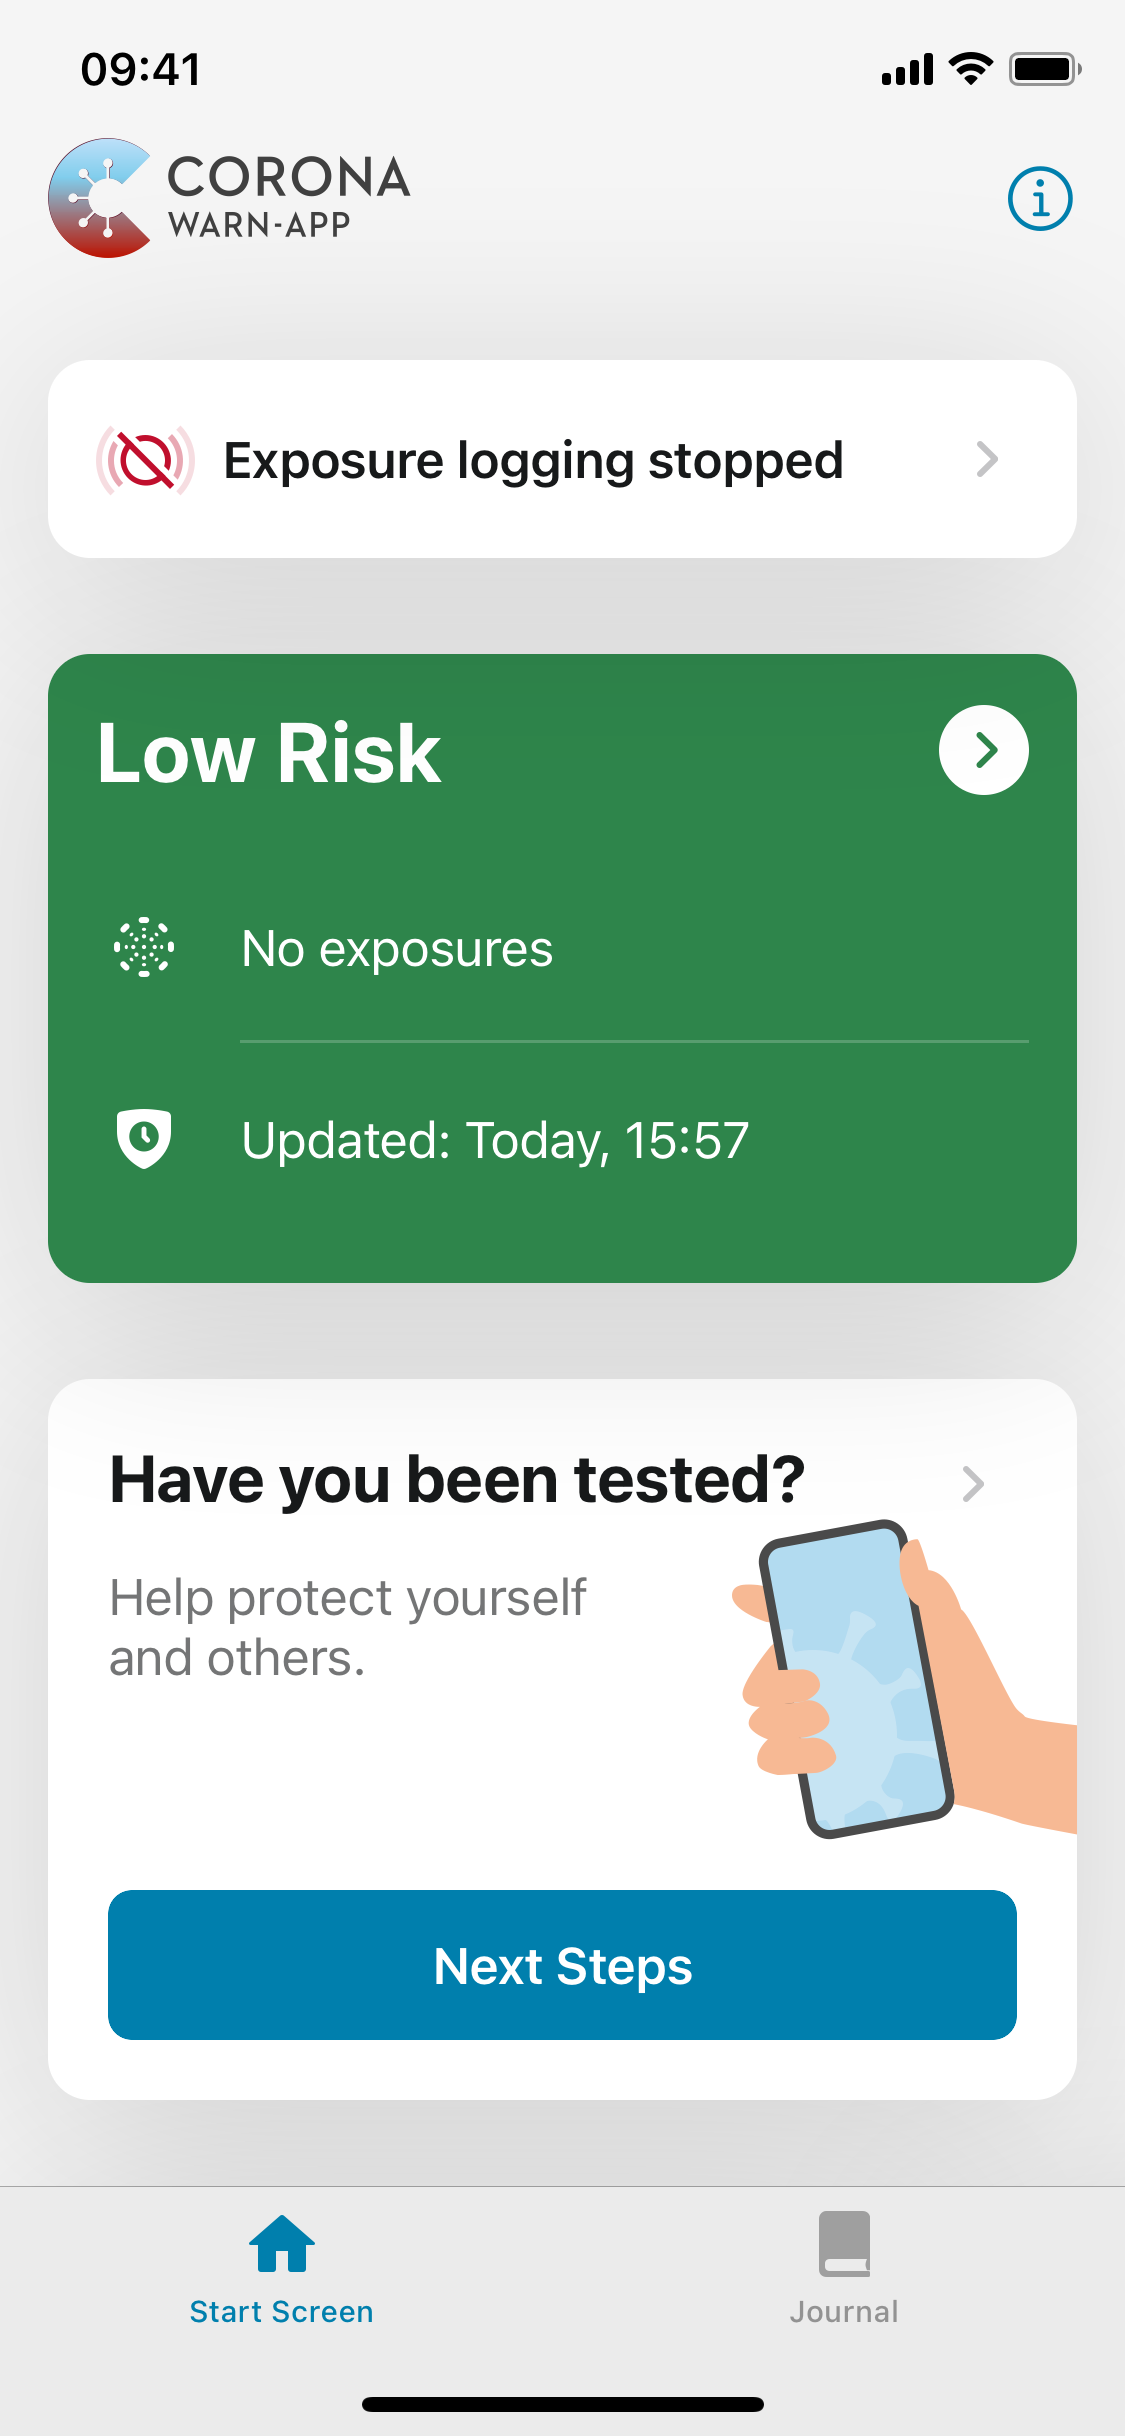 09:41
CORONA
WARN-APP
Exposure logging stopped
Low Risk
No exposures
Updated: Today, 15:57
Have you been tested?
Help protect yourself
and others.
Next Steps
Start Screen
Journal